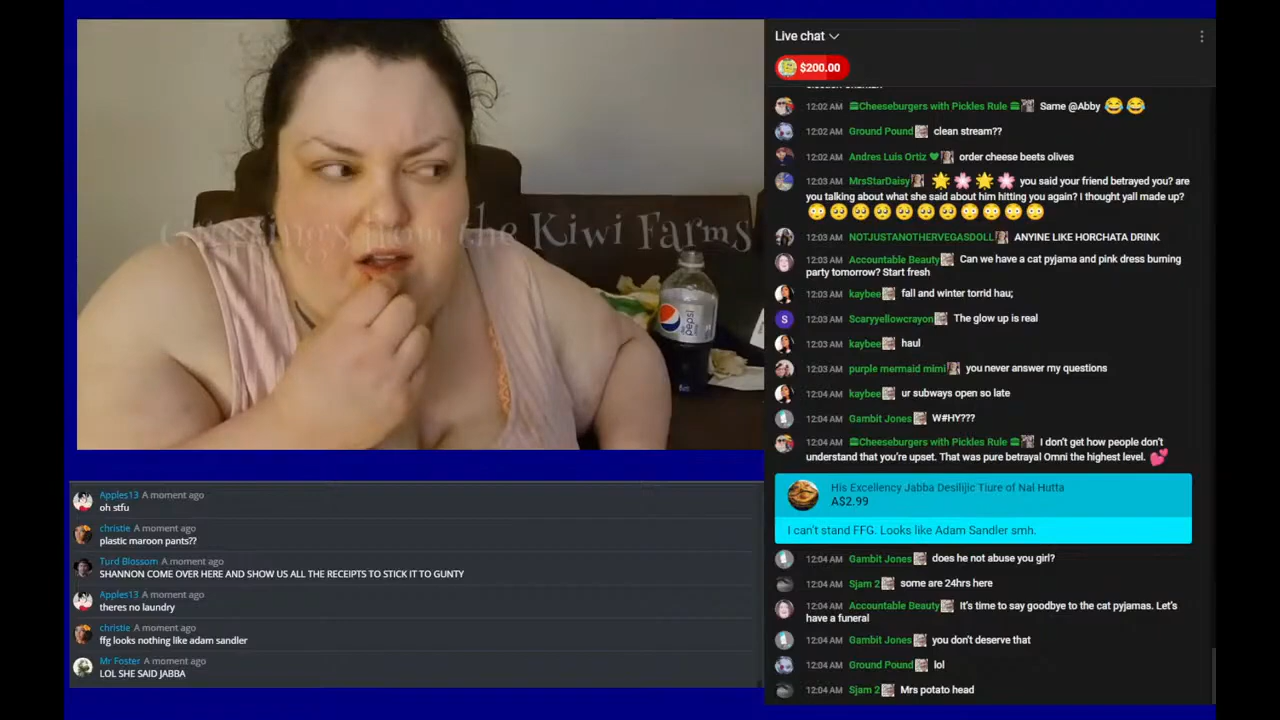 Greetings from the Kiwi Farms
pepsi
Live chat
$200.00
12:02 AM Cheeseburgers with Pickles Rule Same @Abby 😂 😂
12:02 AM Ground Pound clean stream??
12:02 AM Andres Luis Ortiz 💚 order cheese beets olives
12:03 AM MrsStarDaisy 🌟 🌸 🌟 🌸 you said your friend betrayed you? are
you talking about what she said about him hitting you again? I thought yall made up?
😳 🥺 🥺 🥺 🥺 🥺 🥺 😳 😳 😳 😳
12:03 AM NOTJUSTANOTHERVEGASDOLL ANYINE LIKE HORCHATA DRINK
12:03 AM Accountable Beauty Can we have a cat pyjama and pink dress burning
party tomorrow? Start fresh
12:03 AM kaybee fall and winter torrid hau;
S 12:03 AM Scaryyellowcrayon The glow up is real
12:03 AM kaybee haul
12:03 AM purple mermaid mimi you never answer my questions
12:04 AM kaybee ur subways open so late
12:04 AM Gambit Jones W#HY???
12:04 AM Cheeseburgers with Pickles Rule I don't get how people don't
understand that you're upset. That was pure betrayal Omni the highest level. 💕
His Excellency Jabba Desilijic Tiure of Nal Hutta
A$2.99
I can't stand FFG. Looks like Adam Sandler smh.
12:04 AM Gambit Jones does he not abuse you girl?
12:04 AM Sjam 2 some are 24hrs here
12:04 AM Accountable Beauty It's time to say goodbye to the cat pyjamas. Let's
have a funeral
12:04 AM Gambit Jones you don't deserve that
12:04 AM Ground Pound lol
12:04 AM Sjam 2 Mrs potato head
Apples13 A moment ago
oh stfu
christie A moment ago
plastic maroon pants??
Turd Blossom A moment ago
SHANNON COME OVER HERE AND SHOW US ALL THE RECEIPTS TO STICK IT TO GUNTY
Apples13 A moment ago
theres no laundry
christie A moment ago
ffg looks nothing like adam sandler
Mr Foster A moment ago
LOL SHE SAID JABBA